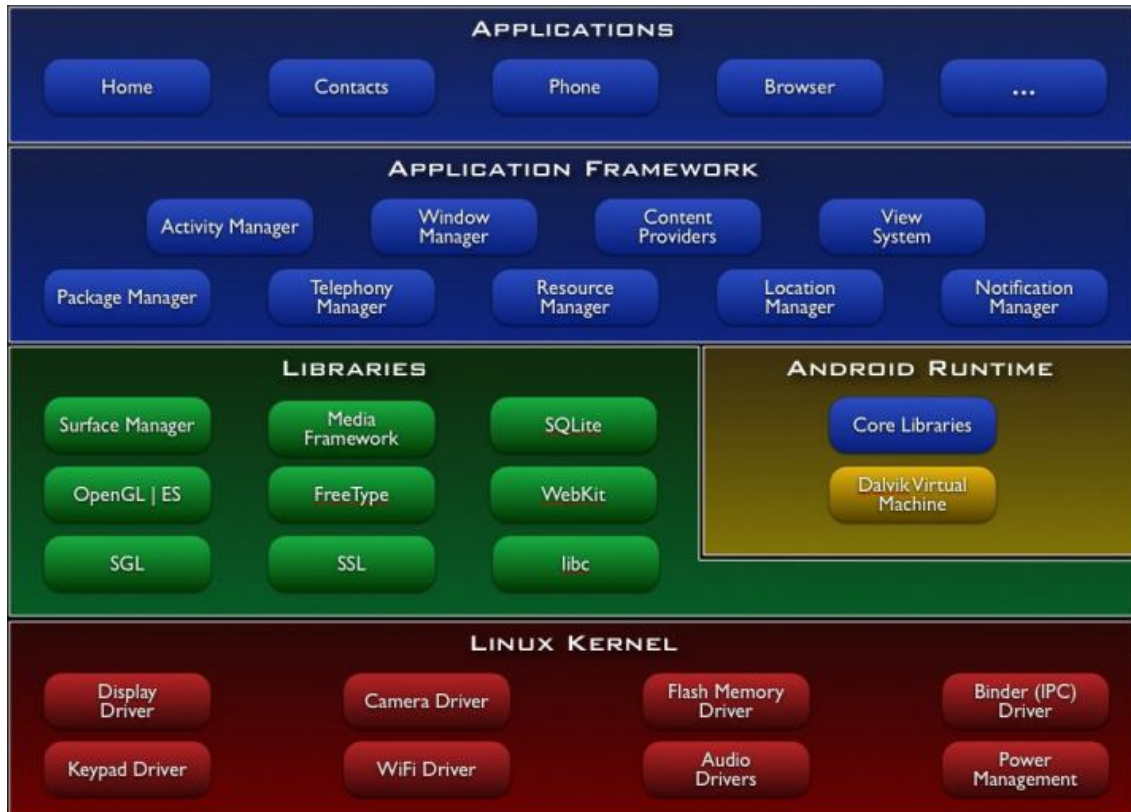 APPLICATIONS
Home
Contacts
Phone
Browser
...
APPLICATION FRAMEWORK
Activity Manager
Window
Manager
Content
Providers
View
System
Package Manager
Telephony
Manager
Resource
Manager
Location
Manager
Notification
Manager
LIBRARIES
Surface Manager
Media
Framework
SQLite
OpenGL | ES
FreeType
WebKit
SGL
SSL
libc
ANDROID RUNTIME
Core Libraries
Dalvik Virtual
Machine
LINUX KERNEL
Display
Driver
Camera Driver
Flash Memory
Driver
Binder (IPC)
Driver
Keypad Driver
WiFi Driver
Audio
Drivers
Power
Management